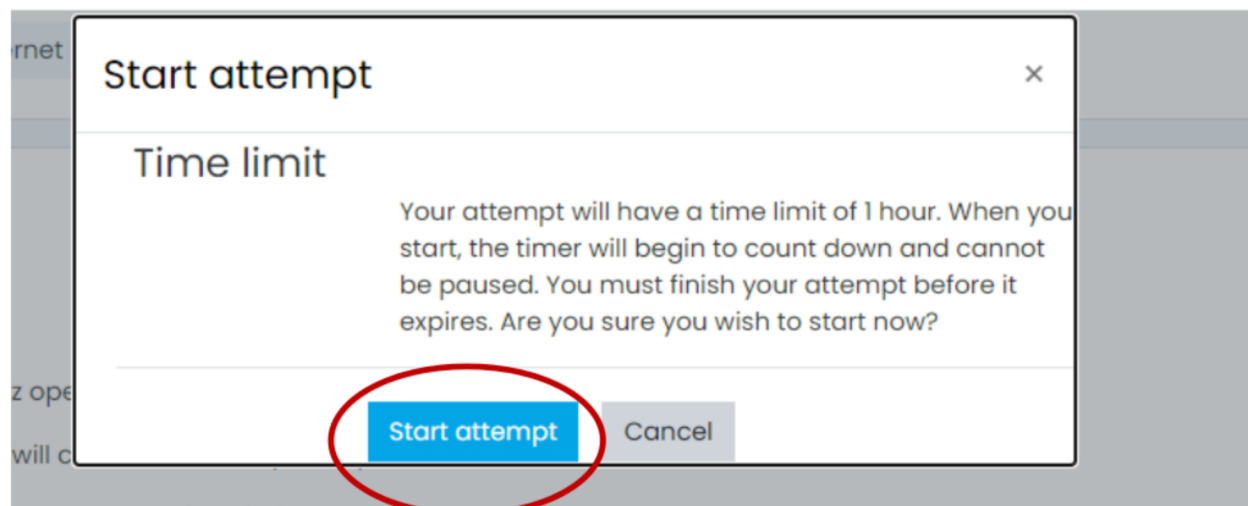 rnet
Start attempt
×
Time limit
Your attempt will have a time limit of 1 hour. When you
start, the timer will begin to count down and cannot
be paused. You must finish your attempt before it
expires. Are you sure you wish to start now?
z ope
Start attempt
Cancel
will c